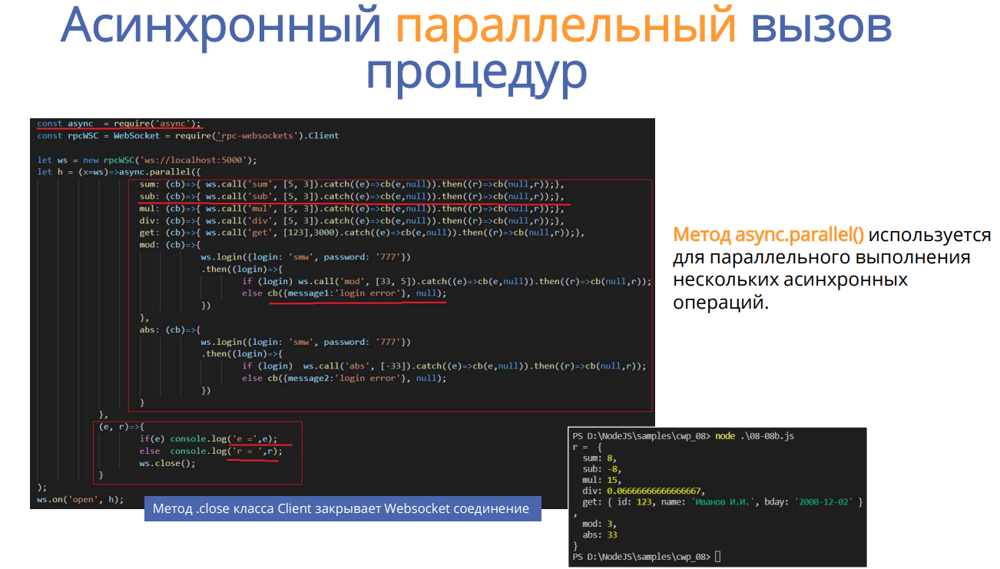 Асинхронный параллельный вызов
процедур
const async  = require('async');
const rpcWSC = WebSocket = require('rpc-websockets').Client
let ws = new rpcWSC('ws://localhost:5000');
let h = (x=ws)=>async.parallel({
sum: (cb)=>{ ws.call('sum', [5, 3]).catch((e)=>cb(e,null)).then((r)=>cb(null,r));},
sub: (cb)=>{ ws.call('sub', [5, 3]).catch((e)=>cb(e,null)).then((r)=>cb(null,r));},
mul: (cb)=>{ ws.call('mul', [5, 3]).catch((e)=>cb(e,null)).then((r)=>cb(null,r));},
div: (cb)=>{ ws.call('div', [5, 3]).catch((e)=>cb(e,null)).then((r)=>cb(null,r));},
get: (cb)=>{ ws.call('get', [123],3000).catch((e)=>cb(e,null)).then((r)=>cb(null,r));},
mod: (cb)=>{
ws.login({login: 'smw', password: '777'})
.then((login)=>{
if (login) ws.call('mod', [33, 5]).catch((e)=>cb(e,null)).then((r)=>cb(null,r));
else cb({message1:'login error'}, null);
})
},
abs: (cb)=>{
ws.login({login: 'smw', password: '777'})
.then((login)=>{
if (login)  ws.call('abs', [-33]).catch((e)=>cb(e,null)).then((r)=>cb(null,r));
else cb({message2:'login error'}, null);
})
}
},
(e, r)=>{
if(e) console.log('e =',e);
else  console.log('r = ',r);
ws.close();
}
);
ws.on('open', h);
Метод .close класса Client закрывает Websocket соединение
Метод async.parallel() используется
для параллельного выполнения
нескольких асинхронных
операций.
PS D:\NodeJS\samples\cwp_08> node .\08-08b.js
r =  {
sum: 8,
sub: -8,
mul: 15,
div: 0.06666666666666667,
get: { id: 123, name: 'Иванов И.И.', bday: '2000-12-02' }
,
mod: 3,
abs: 33
}
PS D:\NodeJS\samples\cwp_08>